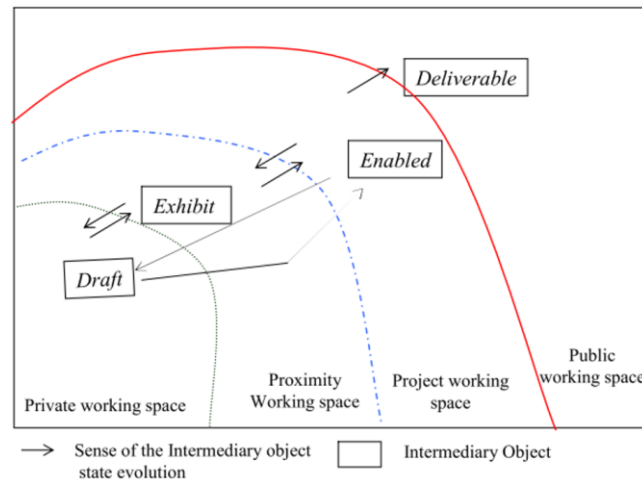 Deliverable
Enabled
Exhibit
Draft
Private working space
Proximity
Working space
Project working
space
Public
working space
Sense of the Intermediary object
state evolution
Intermediary Object